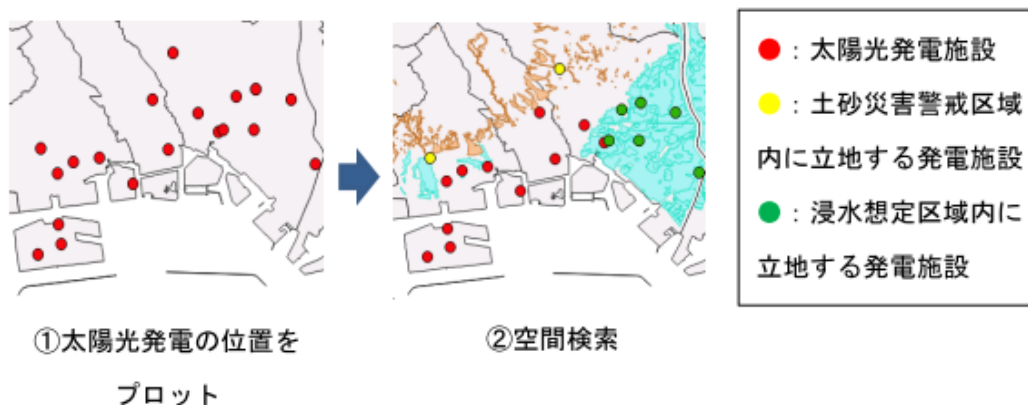 ●：太陽光発電施設
●：土砂災害警戒区域
内に立地する発電施設
●：浸水想定区域内に
立地する発電施設
①太陽光発電の位置を
プロット
②空間検索